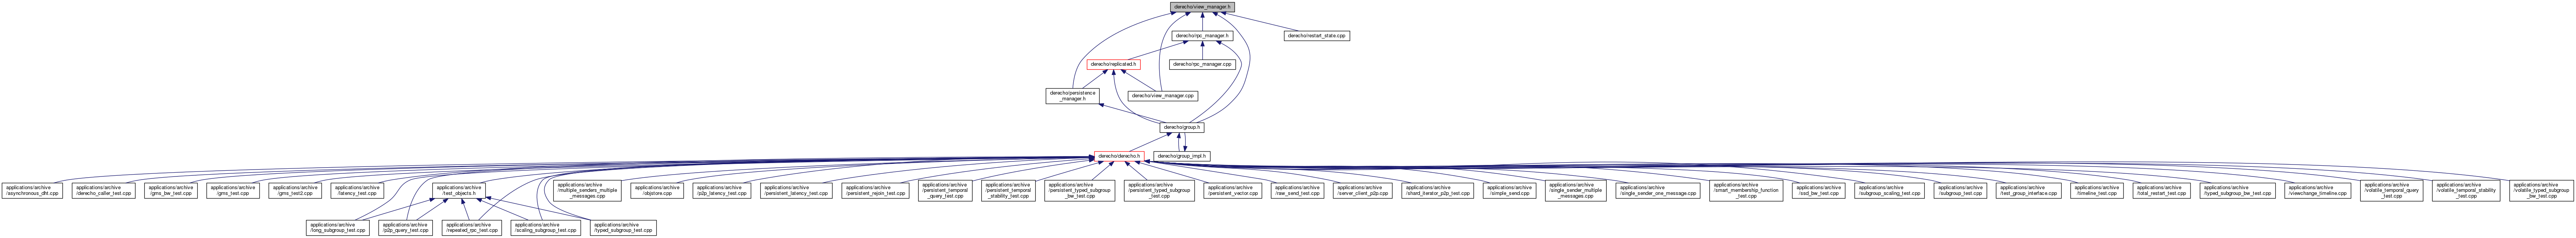 derecho/view_manager.h
derecho/rpc_manager.h
derecho/restart_state.cpp
derecho/replicated.h
derecho/rpc_manager.cpp
derecho/persistence
_manager.h
derecho/view_manager.cpp
derecho/group.h
derecho/derecho.h
derecho/group_impl.h
applications/archive
/asynchronous_dht.cpp
applications/archive
/derecho_caller_test.cpp
applications/archive
/gms_bw_test.cpp
applications/archive
/gms_test.cpp
applications/archive
/gms_test2.cpp
applications/archive
/latency_test.cpp
applications/archive
/test_objects.h
applications/archive
/multiple_senders_multiple
_messages.cpp
applications/archive
/objstore.cpp
applications/archive
/p2p_latency_test.cpp
applications/archive
/persistent_latency_test.cpp
applications/archive
/persistent_rejoin_test.cpp
applications/archive
/persistent_temporal
_query_test.cpp
applications/archive
/persistent_temporal
_stability_test.cpp
applications/archive
/persistent_typed_subgroup
_bw_test.cpp
applications/archive
/persistent_typed_subgroup
_test.cpp
applications/archive
/persistent_vector.cpp
applications/archive
/raw_send_test.cpp
applications/archive
/server_client_p2p.cpp
applications/archive
/shard_iterator_p2p_test.cpp
applications/archive
/simple_send.cpp
applications/archive
/single_sender_multiple
_messages.cpp
applications/archive
/single_sender_one_message.cpp
applications/archive
/smart_membership_function
_test.cpp
applications/archive
/ssd_bw_test.cpp
applications/archive
/subgroup_scaling_test.cpp
applications/archive
/subgroup_test.cpp
applications/archive
/test_group_interface.cpp
applications/archive
/timeline_test.cpp
applications/archive
/total_restart_test.cpp
applications/archive
/typed_subgroup_bw_test.cpp
applications/archive
/viewchange_timeline.cpp
applications/archive
/volatile_temporal_query
_test.cpp
applications/archive
/volatile_temporal_stability
_test.cpp
applications/archive
/volatile_typed_subgroup
_bw_test.cpp
applications/archive
/long_subgroup_test.cpp
applications/archive
/p2p_query_test.cpp
applications/archive
/repeated_rpc_test.cpp
applications/archive
/scaling_subgroup_test.cpp
applications/archive
/typed_subgroup_test.cpp